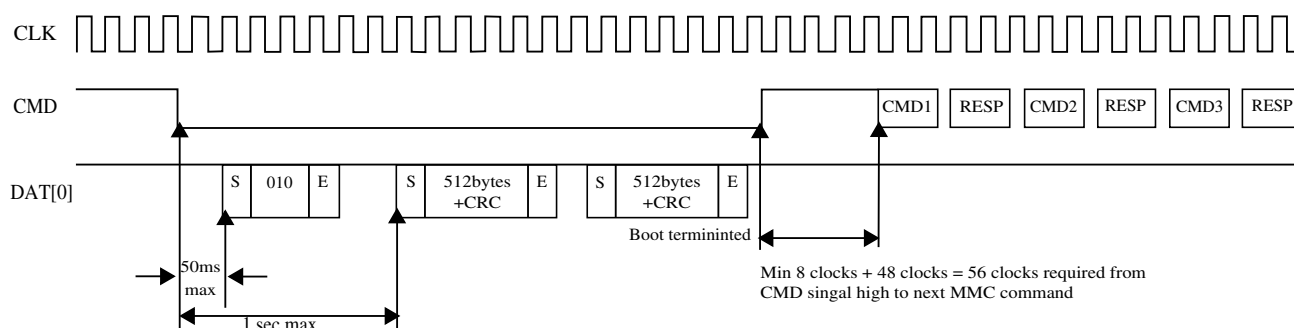 CLK
CMD
CMD1 RESP CMD2 RESP CMD3 RESP
DAT[0]
S 010 E S 512bytes +CRC E S 512bytes +CRC E
Boot termininted
50ms
max
1 sec max
Min 8 clocks + 48 clocks = 56 clocks required from
CMD singal high to next MMC command